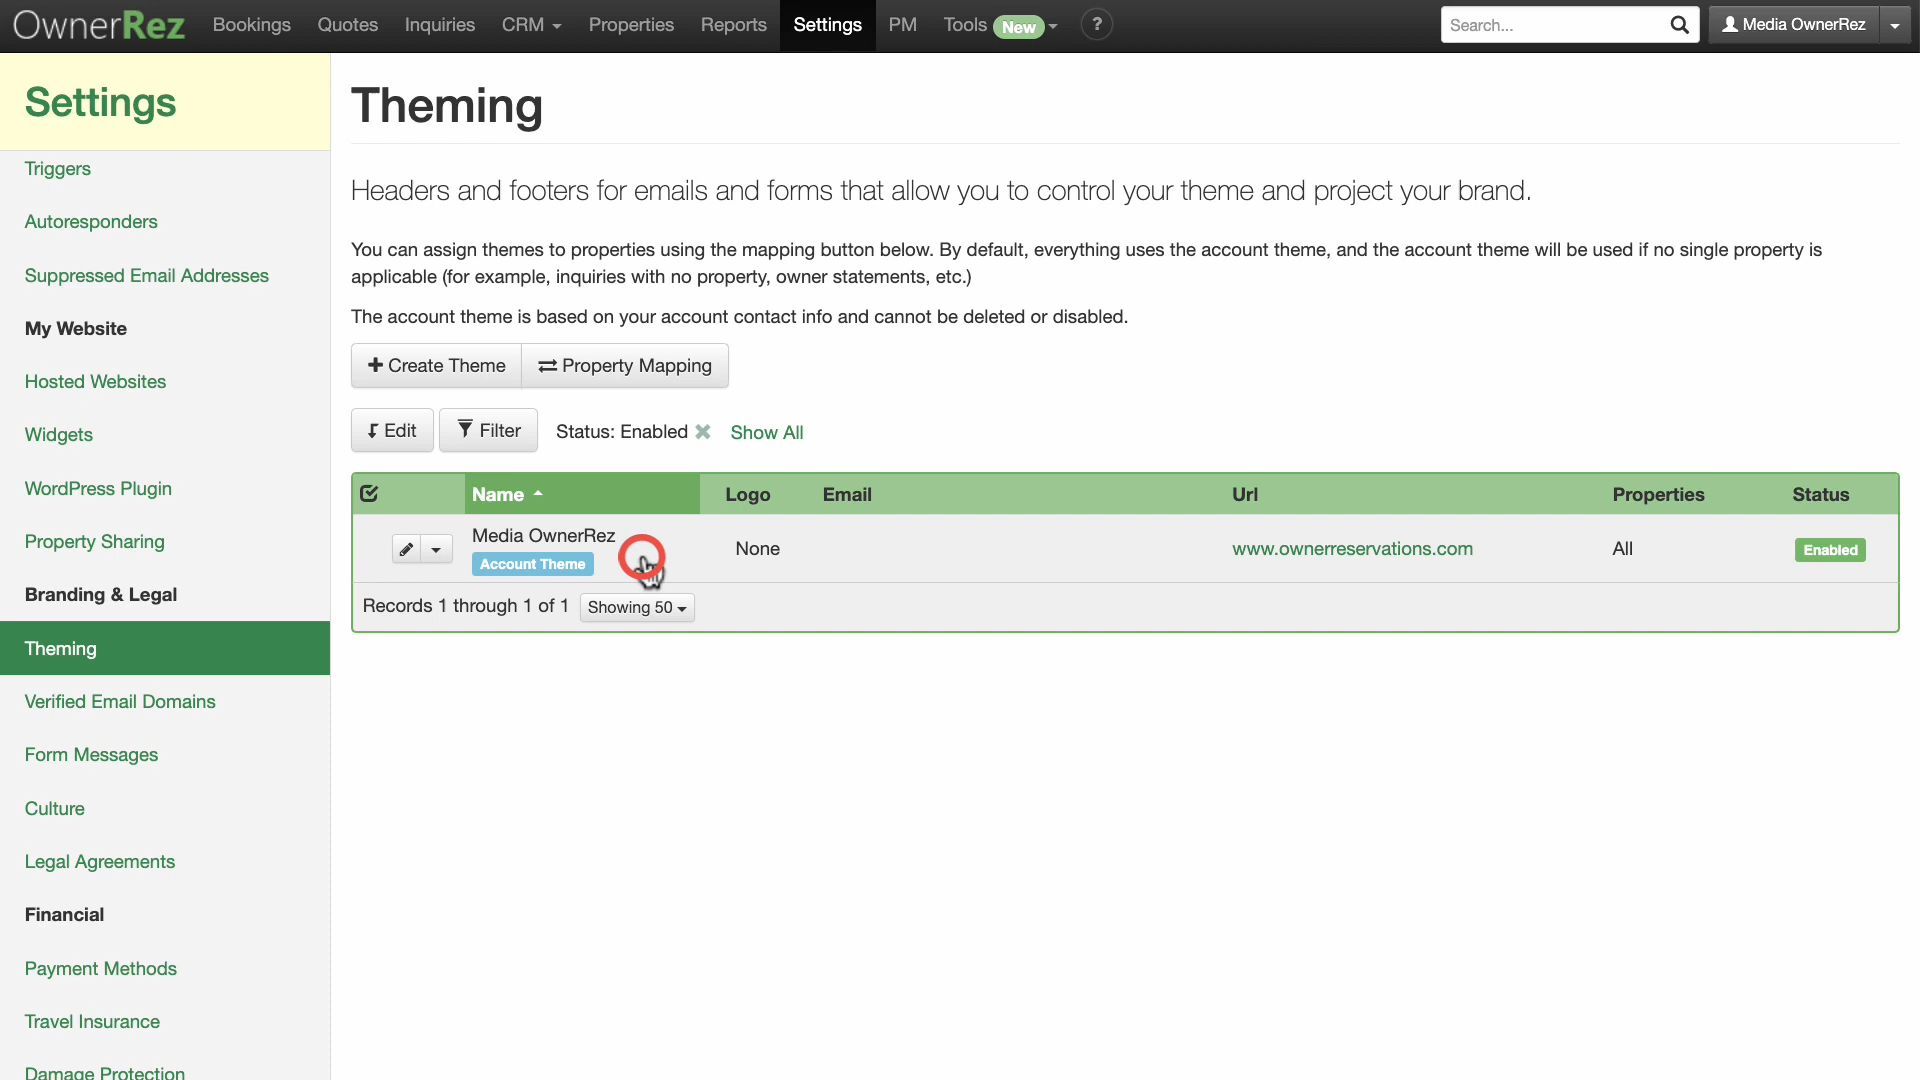 OwnerRez Bookings Quotes Inquiries CRM Properties Reports Settings PM Tools New ? Search... Media OwnerRez
Settings
Triggers
Autoresponders
Suppressed Email Addresses
My Website
Hosted Websites
Widgets
WordPress Plugin
Property Sharing
Branding & Legal
Theming
Verified Email Domains
Form Messages
Culture
Legal Agreements
Financial
Payment Methods
Travel Insurance
Damage Protection
Theming
Headers and footers for emails and forms that allow you to control your theme and project your brand.
You can assign themes to properties using the mapping button below. By default, everything uses the account theme, and the account theme will be used if no single property is
applicable (for example, inquiries with no property, owner statements, etc.)
The account theme is based on your account contact info and cannot be deleted or disabled.
Create Theme Property Mapping
Edit Filter Status: Enabled Show All
Name Logo Email Url Properties Status
Media OwnerRez
Account Theme None www.ownerreservations.com All Enabled
Records 1 through 1 of 1 Showing 50